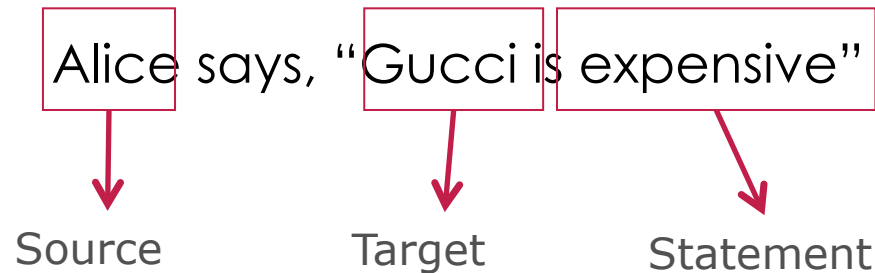 Alice says, “Gucci is expensive”
Source Target Statement